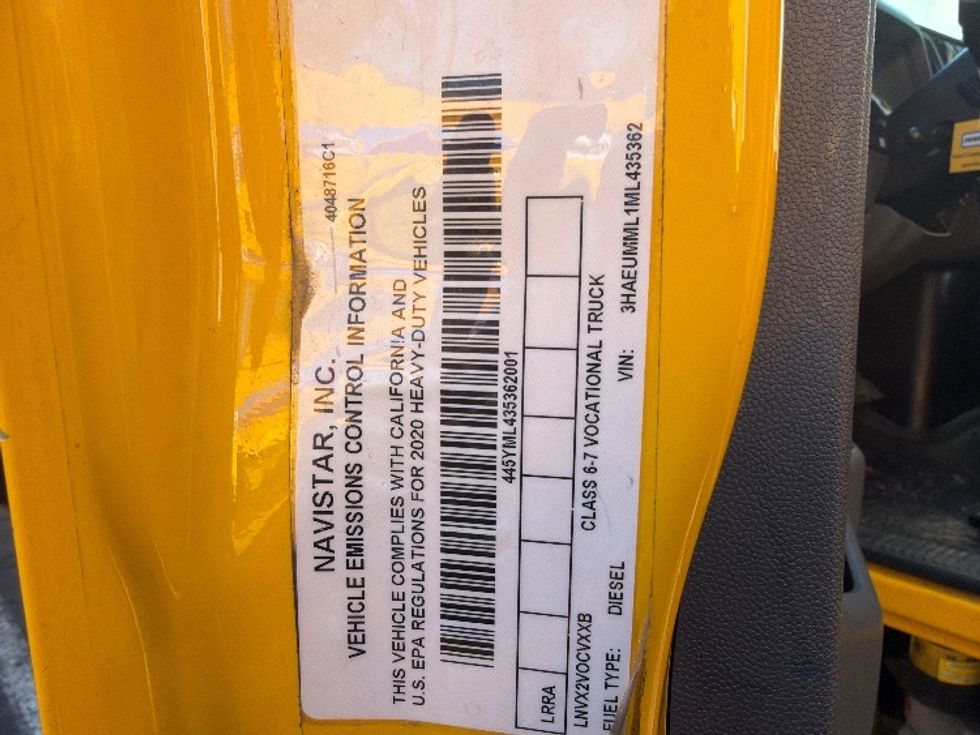 4048716C1
NAVISTAR, INC.
VEHICLE EMISSIONS CONTROL INFORMATION
THIS VEHICLE COMPLIES WITH CALIFORNIA AND
U.S. EPA REGULATIONS FOR 2020 HEAVY-DUTY VEHICLES
445YML435362001
LRRA
LNVX2VOCVXXB CLASS 6-7 VOCATIONAL TRUCK
FUEL TYPE: DIESEL VIN: 3HAEUMML1ML435362